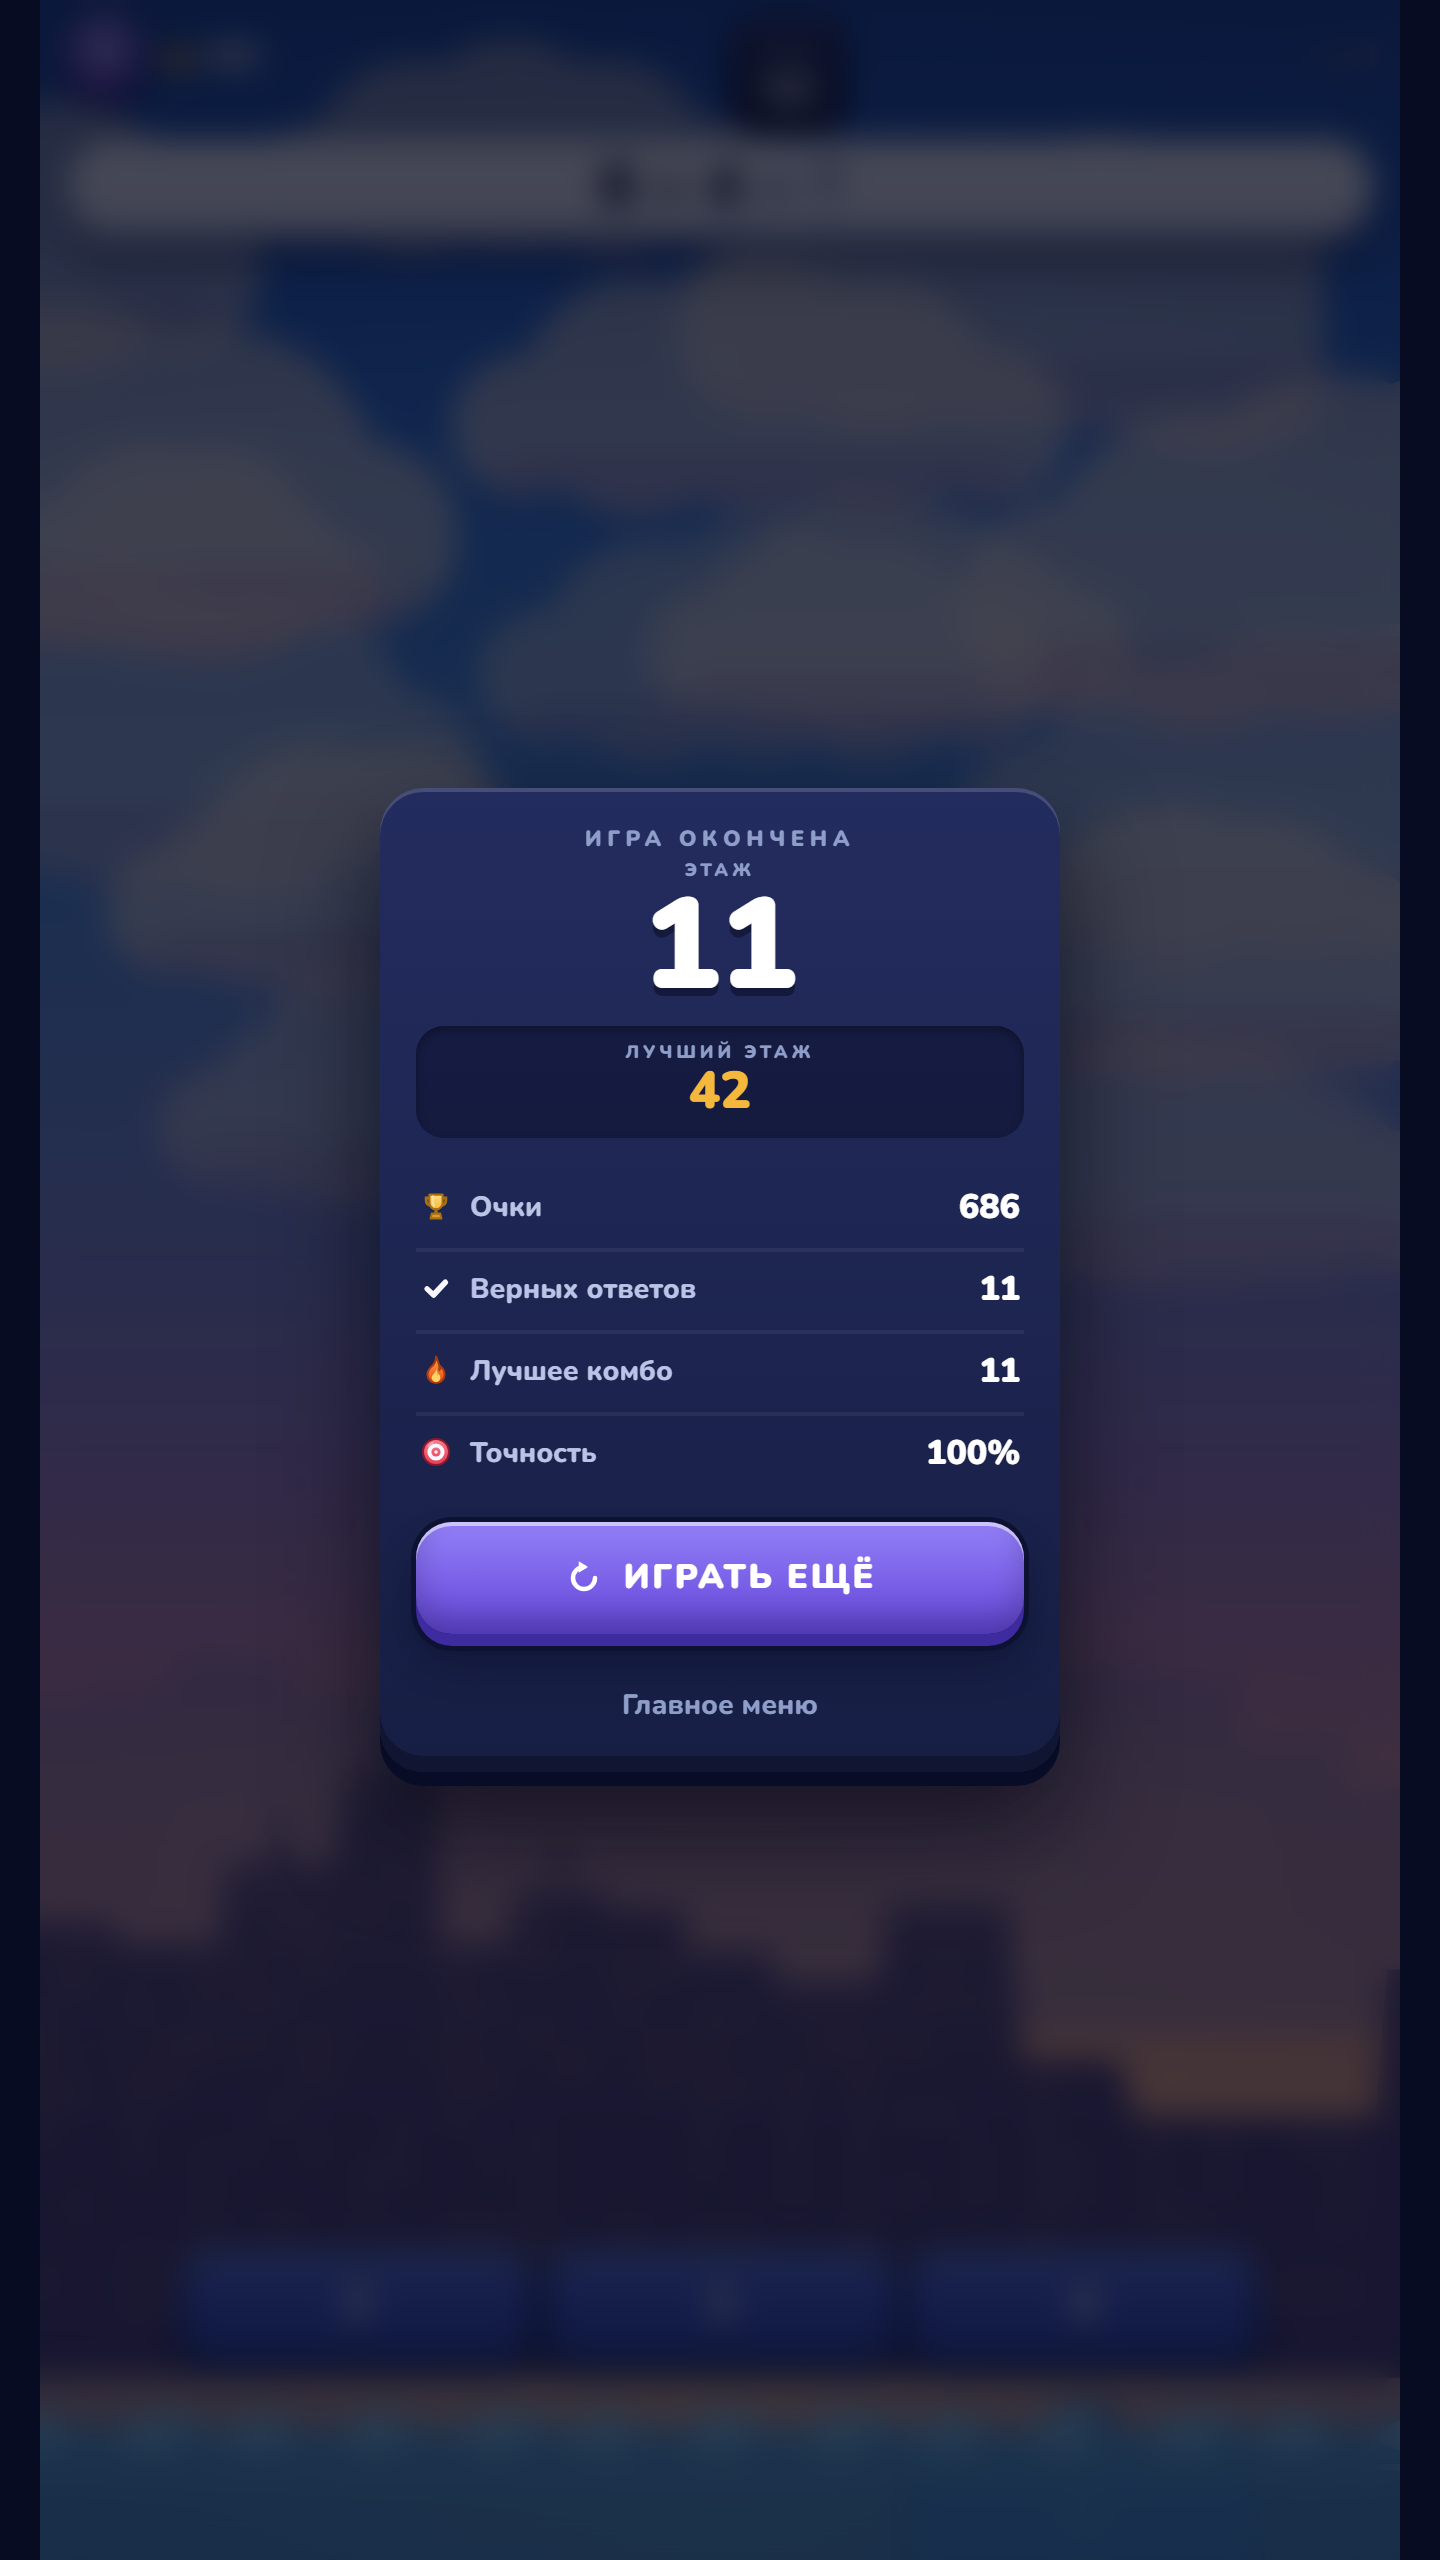 ИГРА ОКОНЧЕНА
ЭТАЖ
11
ЛУЧШИЙ ЭТАЖ
42
Очки 686
Верных ответов 11
Лучшее комбо 11
Точность 100%
ИГРАТЬ ЕЩЁ
Главное меню